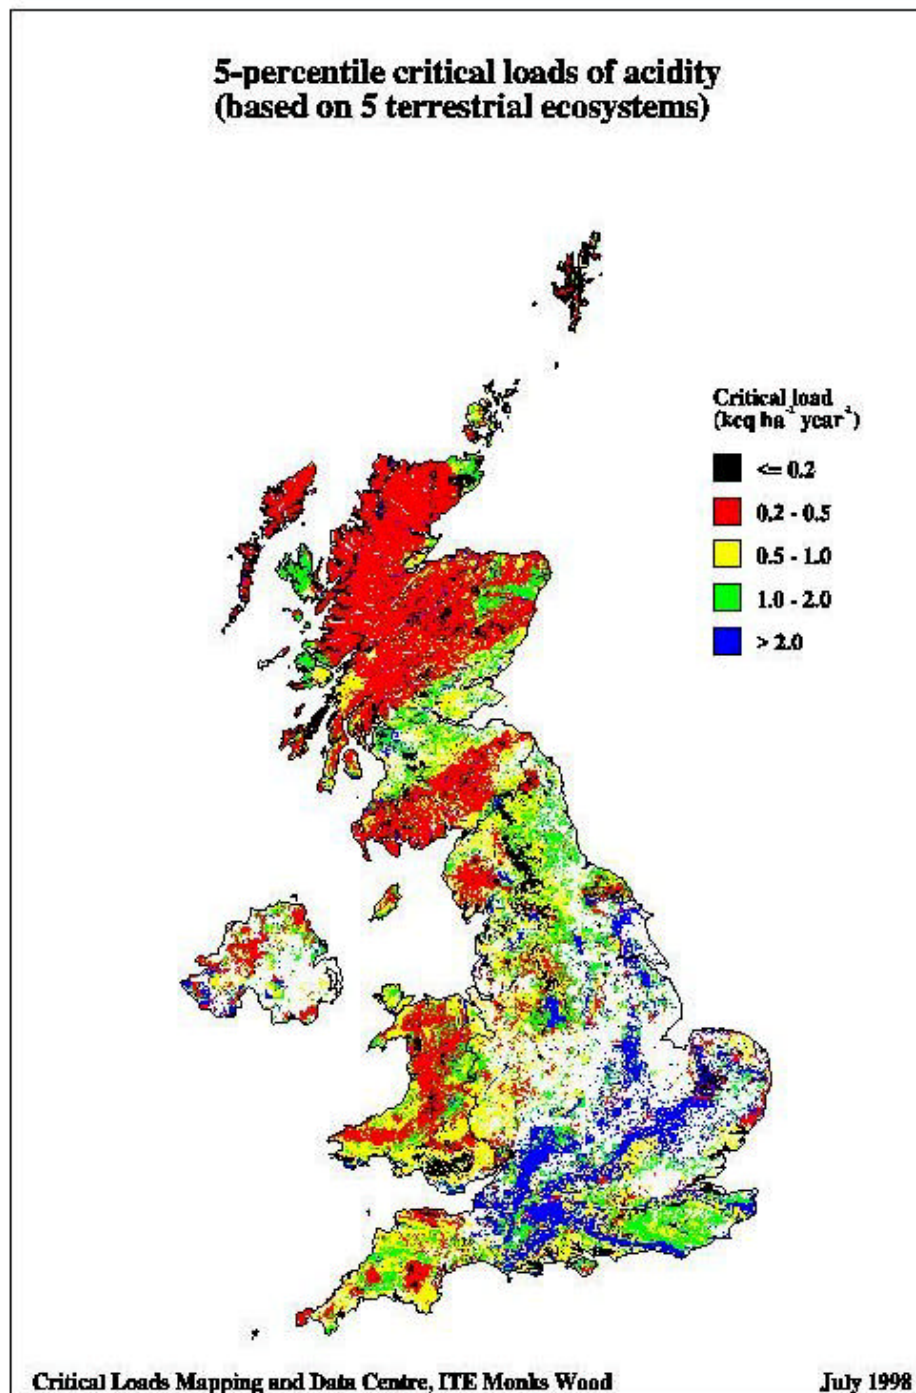 5-percentile critical loads of acidity
(based on 5 terrestrial ecosystems)
Critical load
(keq ha⁻¹ year⁻¹)
<= 0.2
0.2 - 0.5
0.5 - 1.0
1.0 - 2.0
> 2.0
Critical Loads Mapping and Data Centre, ITE Monks Wood
July 1998